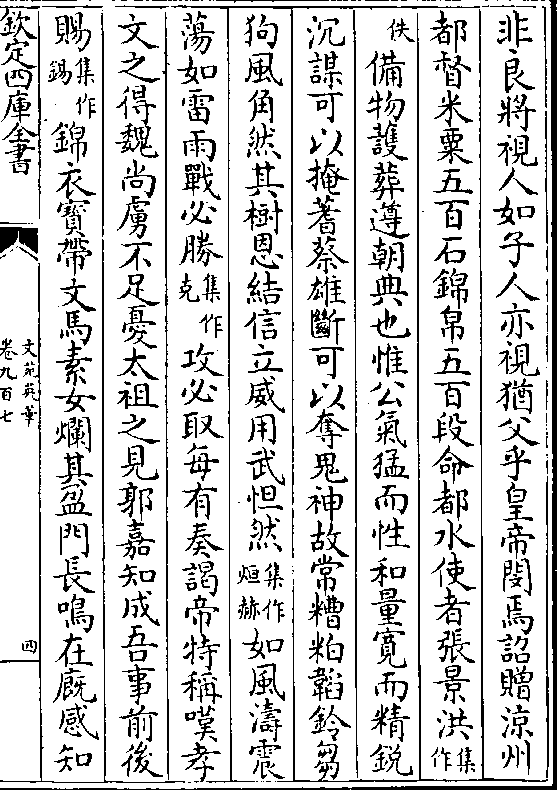 非良將視人如子人亦視猶父乎皇帝閔焉詔贈涼州
都督米粟五百石錦帛五百段命都水使者張景洪集作
佚備物護葬遵朝典也惟公氣猛而性和量寛而精鋭
沉謀可以掩蓍蔡雄斷可以奪鬼神故常糟粕韜鈐芻
狗風角然其樹恩結信立威用武怛然集作烜赫如風濤震
蕩如雷雨戰必勝集作克攻必取每有奏謁帝特稱嘆孝
文之得魏尚虜不足憂太祖之見郭嘉知成吾事前後
賜集作錫錦衣寳帶文馬素女爛其盈門長鳴在廐感知
欽定四庫全書
文苑英華
卷九百七
四